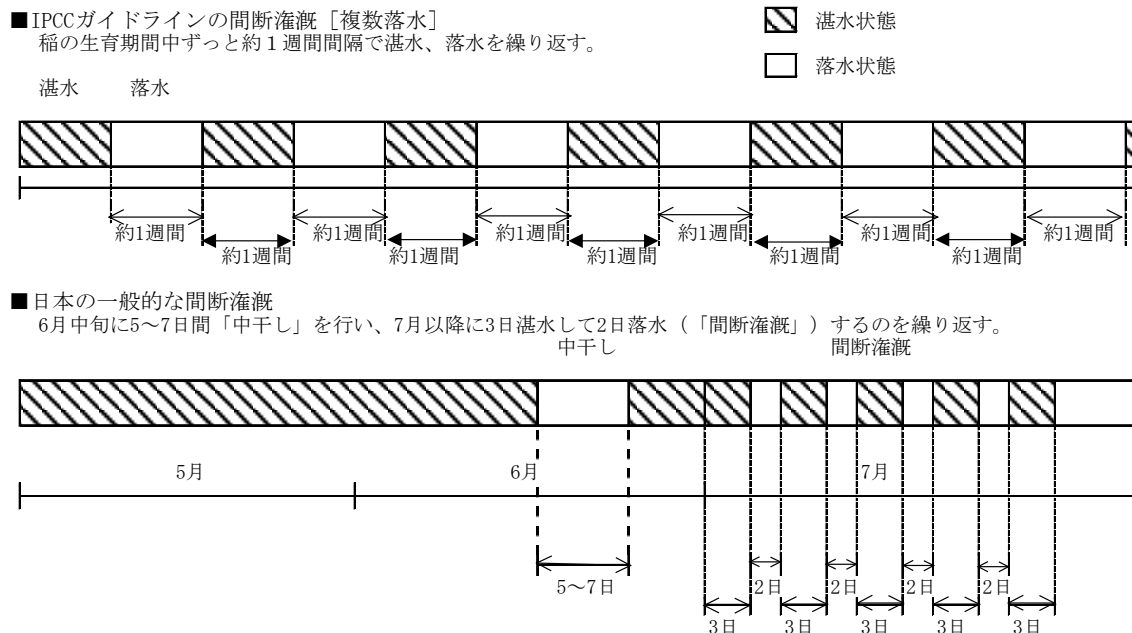 ■IPCCガイドラインの間断潅漑［複数落水］
稲の生育期間中ずっと約１週間間隔で湛水、落水を繰り返す。
湛水状態
落水状態
湛水 落水
約1週間 約1週間 約1週間 約1週間 約1週間 約1週間
約1週間 約1週間 約1週間 約1週間 約1週間
■日本の一般的な間断潅漑
6月中旬に5～7日間「中干し」を行い、7月以降に3日湛水して2日落水（「間断潅漑」）するのを繰り返す。
中干し 間断潅漑
5月 6月 7月
5～7日 2日 2日 2日 2日
3日 3日 3日 3日 3日